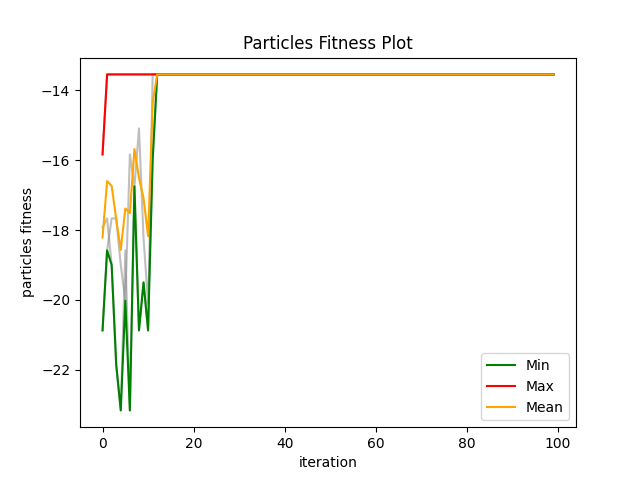 Particles Fitness Plot
particles fitness
−14
−16
−18
−20
−22
0 20 40 60 80 100
iteration
Min
Max
Mean